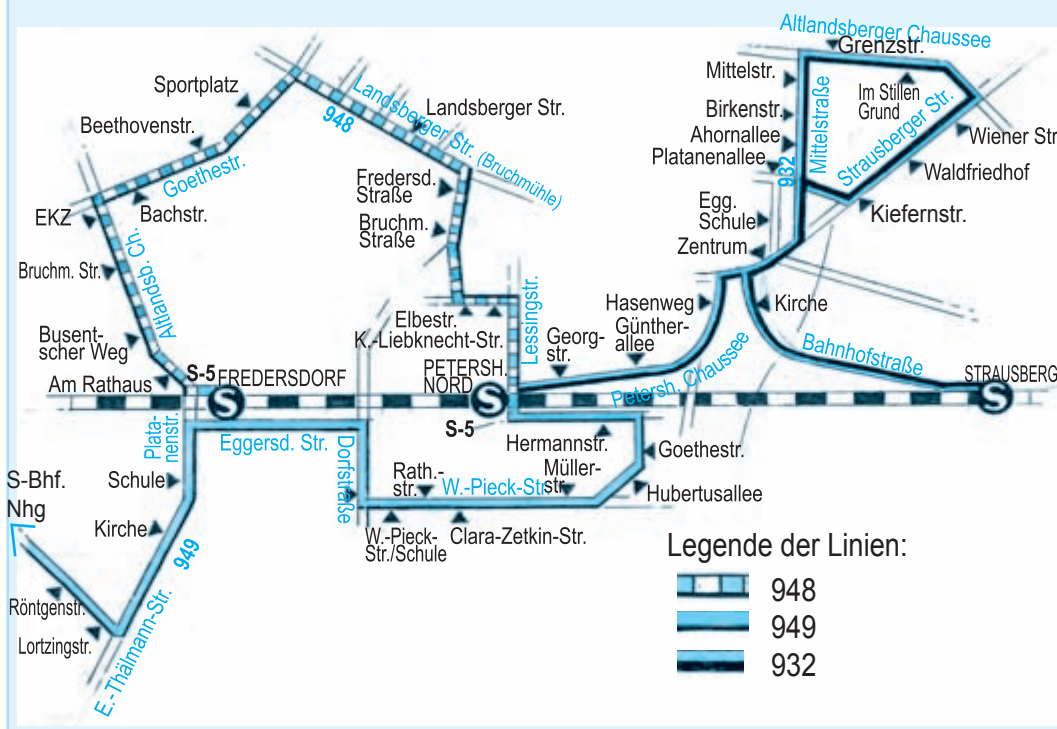 Altlandsberger Chaussee
Grenzstr.
Mittelstr.
Im Stillen
Grund
Sportplatz
Landsberger Str. (Bruchmühle)
948
Landsberger Str.
Birkenstr.
Ahornallee
Platanenallee
932
Mittelstraße
Strausberger Str.
Wiener Str
Waldfriedhof
Kiefernstr.
Beethovenstr.
Goethestr.
Bachstr.
EKZ
Fredersd.
Straße
Bruchm.
Straße
Egg.
Schule
Zentrum
Bruchm. Str.
Altlandsb. Ch.
Busent-
scher Weg
Am Rathaus
Elbestr.
K.-Liebknecht-Str.
Lessingstr.
Georg-
str.
Hasenweg
Günther-
allee
Kirche
Petersh. Chaussee
Bahnhofstraße
S-5
FREDERSDORF
S
PETERSH.
NORD
S
S-5
STRAUSBERG
S
Plata-
nenstr.
Eggersd. Str.
Dorfstraße
Hermannstr.
Goethestr.
Hubertusallee
Müller-
str.
Rath.-
str.
W.-Pieck-Str
W.-Pieck-
Str./Schule
Clara-Zetkin-Str.
Schule
Kirche
949
S-Bhf.
Nhg
Röntgenstr.
Lortzingstr.
E.-Thälmann-Str.
Legende der Linien:
948
949
932